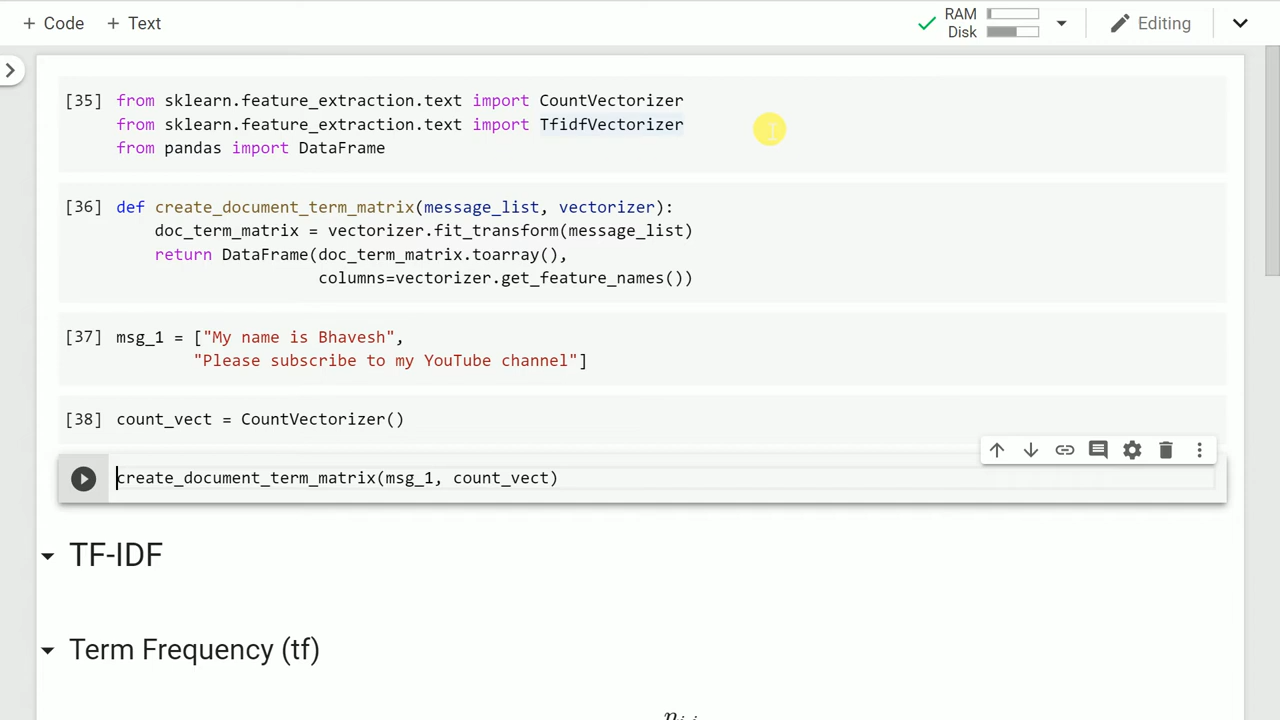 + Code + Text
RAM
Disk
Editing
[35] from sklearn.feature_extraction.text import CountVectorizer
from sklearn.feature_extraction.text import TfidfVectorizer
from pandas import DataFrame
[36] def create_document_term_matrix(message_list, vectorizer):
doc_term_matrix = vectorizer.fit_transform(message_list)
return DataFrame(doc_term_matrix.toarray(),
columns=vectorizer.get_feature_names())
[37] msg_1 = ["My name is Bhavesh",
"Please subscribe to my YouTube channel"]
[38] count_vect = CountVectorizer()
create_document_term_matrix(msg_1, count_vect)
TF-IDF
Term Frequency (tf)